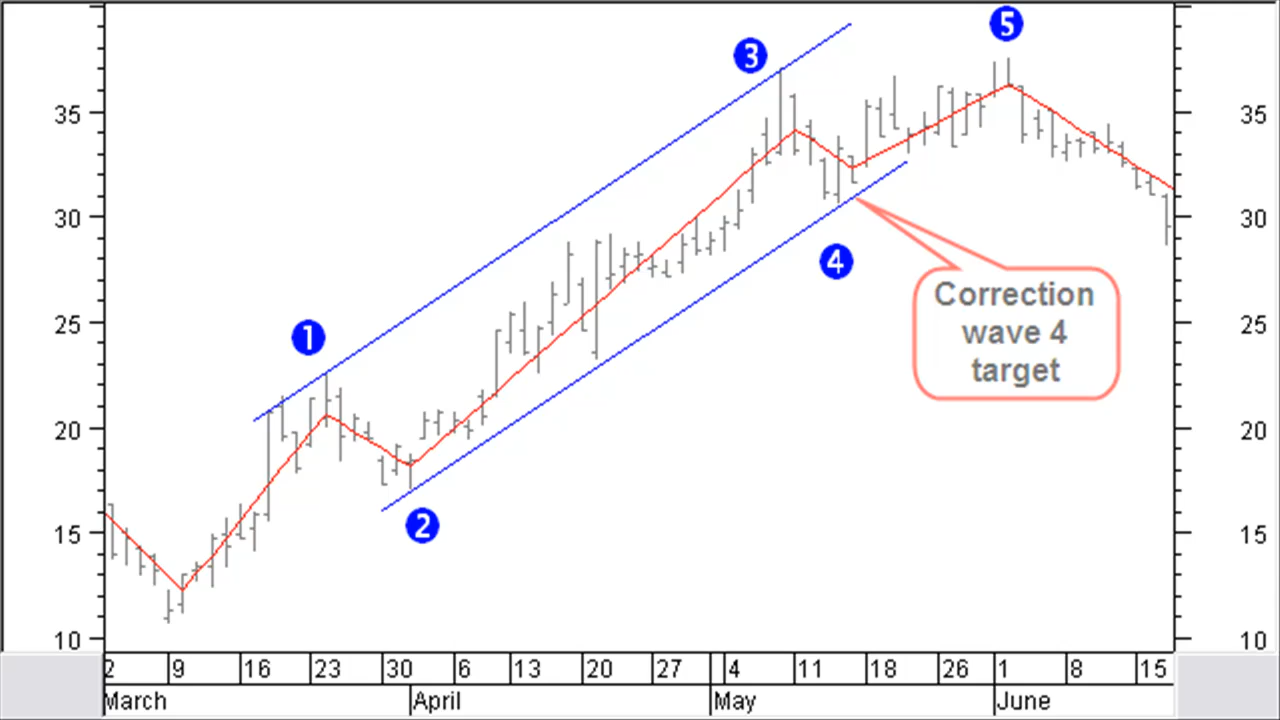 5
3
35 35
Correction
wave 4
target
4
30 30
1
25 25
20 20
2
15 15
10 10
2 9 16 23 30 6 13 20 27 4 11 18 26 1 8 15
March April May June